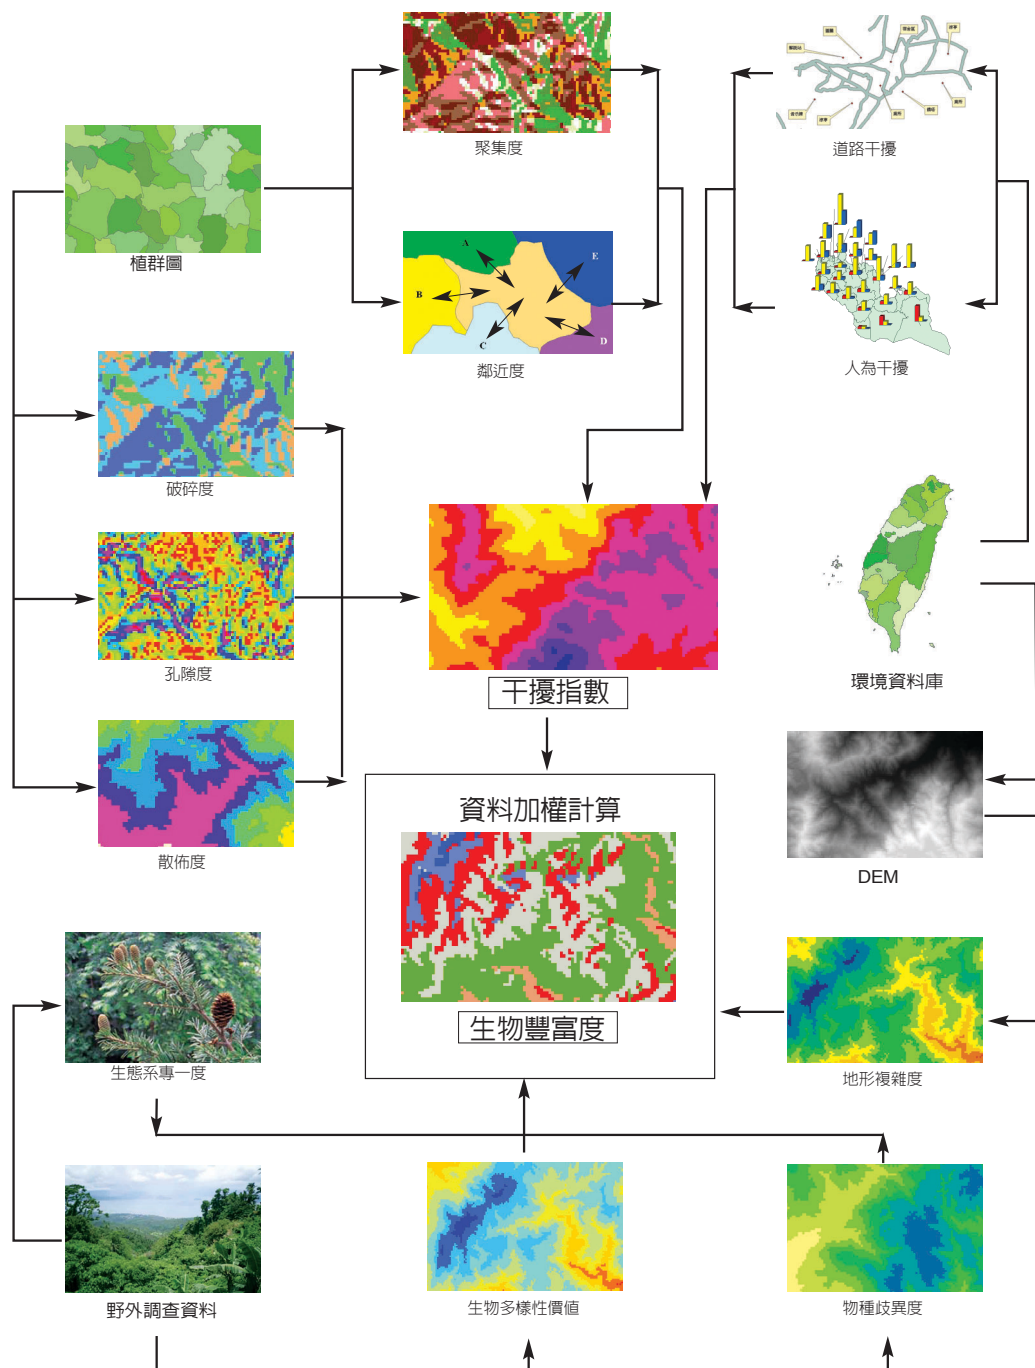 聚集度
道路干擾
植群圖
A
E
B
C
D
鄰近度
人為干擾
破碎度
孔隙度
干擾指數
環境資料庫
散佈度
資料加權計算
DEM
生物豐富度
生態系專一度
地形複雜度
野外調查資料
生物多樣性價值
物種歧異度